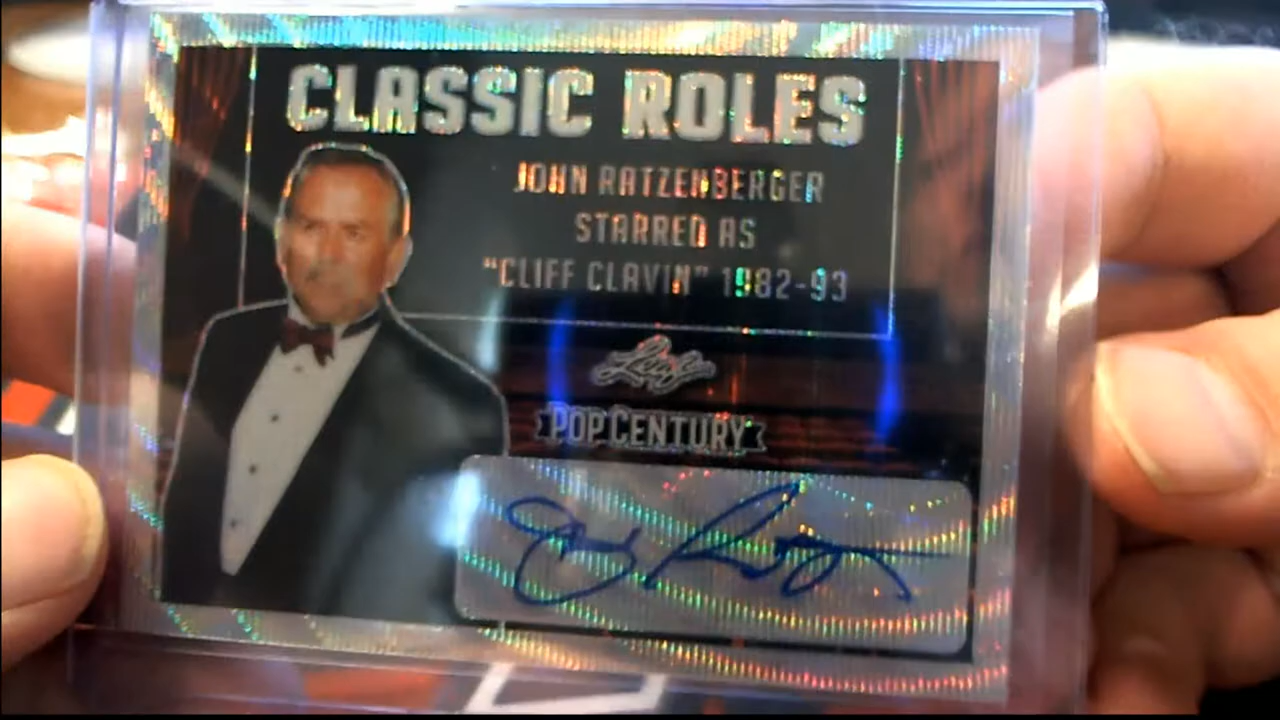 CLASSIC ROLES
JOHN RATZENBERGER
STARRED AS
"CLIFF CLAVIN" 1982-93
Leaf
POP CENTURY